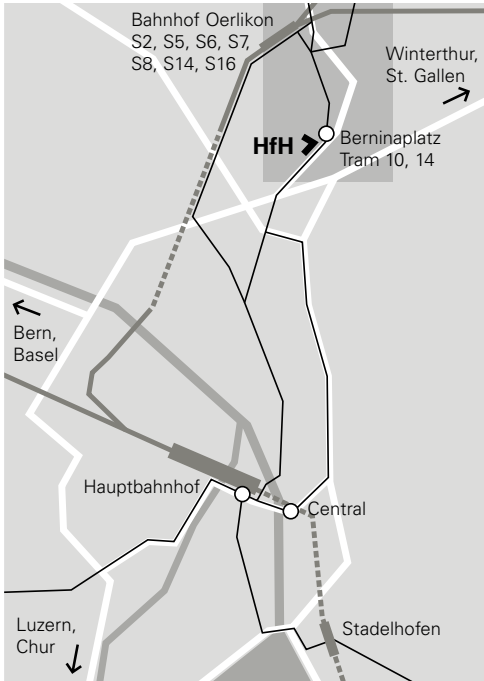 Bahnhof Oerlikon
S2, S5, S6, S7,
S8, S14, S16
Winterthur,
St. Gallen
HfH
Berninaplatz
Tram 10, 14
Bern,
Basel
Hauptbahnhof
Central
Luzern,
Chur
Stadelhofen